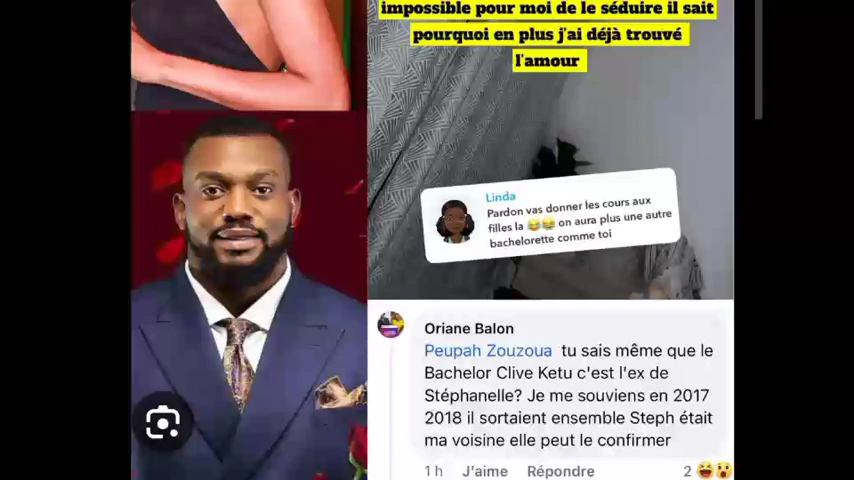 impossible pour moi de le séduire il sait
pourquoi en plus j'ai déjà trouvé
l'amour
Linda
Pardon vas donner les cours aux
filles la 😂😂 on aura plus une autre
bachelorette comme toi
Oriane Balon
Peupah Zouzoua tu sais même que le
Bachelor Clive Ketu c'est l'ex de
Stéphanelle? Je me souviens en 2017
2018 il sortaient ensemble Steph était
ma voisine elle peut le confirmer
1 h J'aime Répondre 2 😆😮